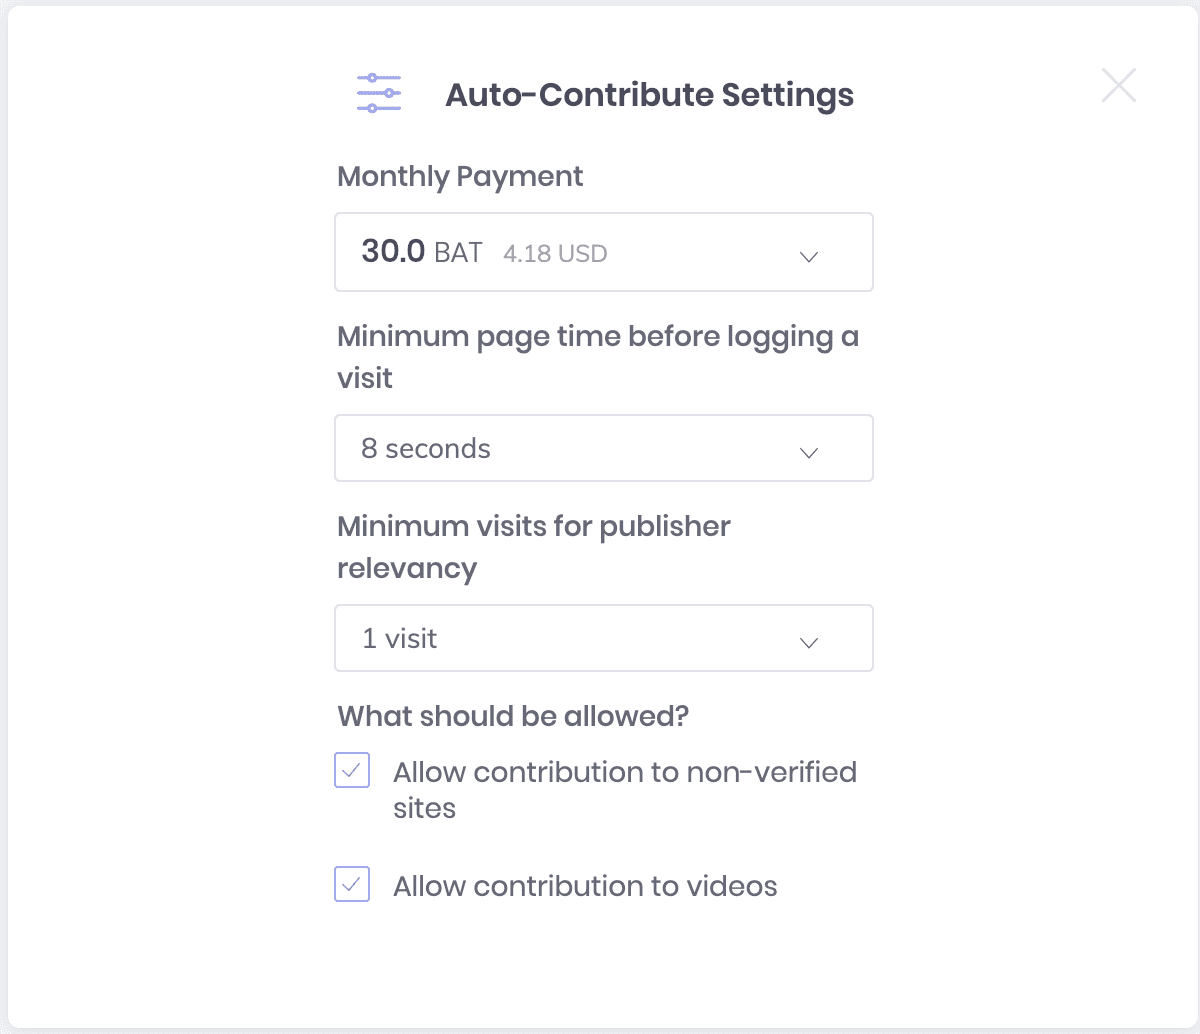 Auto-Contribute Settings
Monthly Payment
30.0 BAT 4.18 USD
Minimum page time before logging a
visit
8 seconds
Minimum visits for publisher
relevancy
1 visit
What should be allowed?
Allow contribution to non-verified
sites
Allow contribution to videos